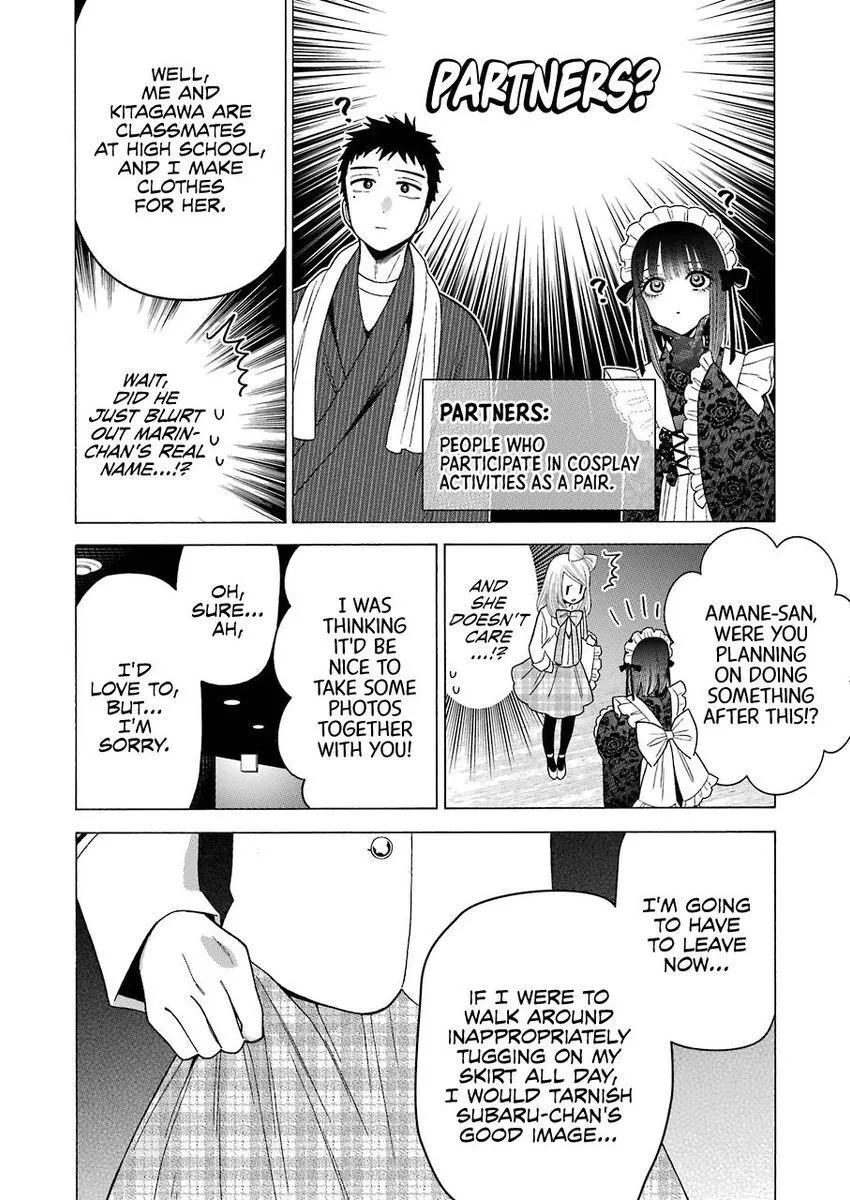 PARTNERS?
?
?
?
PARTNERS:
PEOPLE WHO
PARTICIPATE IN COSPLAY
ACTIVITIES AS A PAIR.
WELL,
ME AND
KITAGAWA ARE
CLASSMATES
AT HIGH SCHOOL,
AND I MAKE
CLOTHES
FOR HER.
WAIT,
DID HE
JUST BLURT
OUT MARIN-
CHAN'S REAL
NAME...!?
AMANE-SAN,
WERE YOU
PLANNING
ON DOING
SOMETHING
AFTER THIS!?
AND
SHE
DOESN'T
CARE
...!?
I WAS
THINKING
IT'D BE
NICE TO
TAKE SOME
PHOTOS
TOGETHER
WITH YOU!
OH,
SURE...
AH,
I'D
LOVE TO,
BUT...
I'M
SORRY.
I'M GOING
TO HAVE
TO LEAVE
NOW...
IF I WERE TO
WALK AROUND
INAPPROPRIATELY
TUGGING ON MY
SKIRT ALL DAY,
I WOULD TARNISH
SUBARU-CHAN'S
GOOD IMAGE...